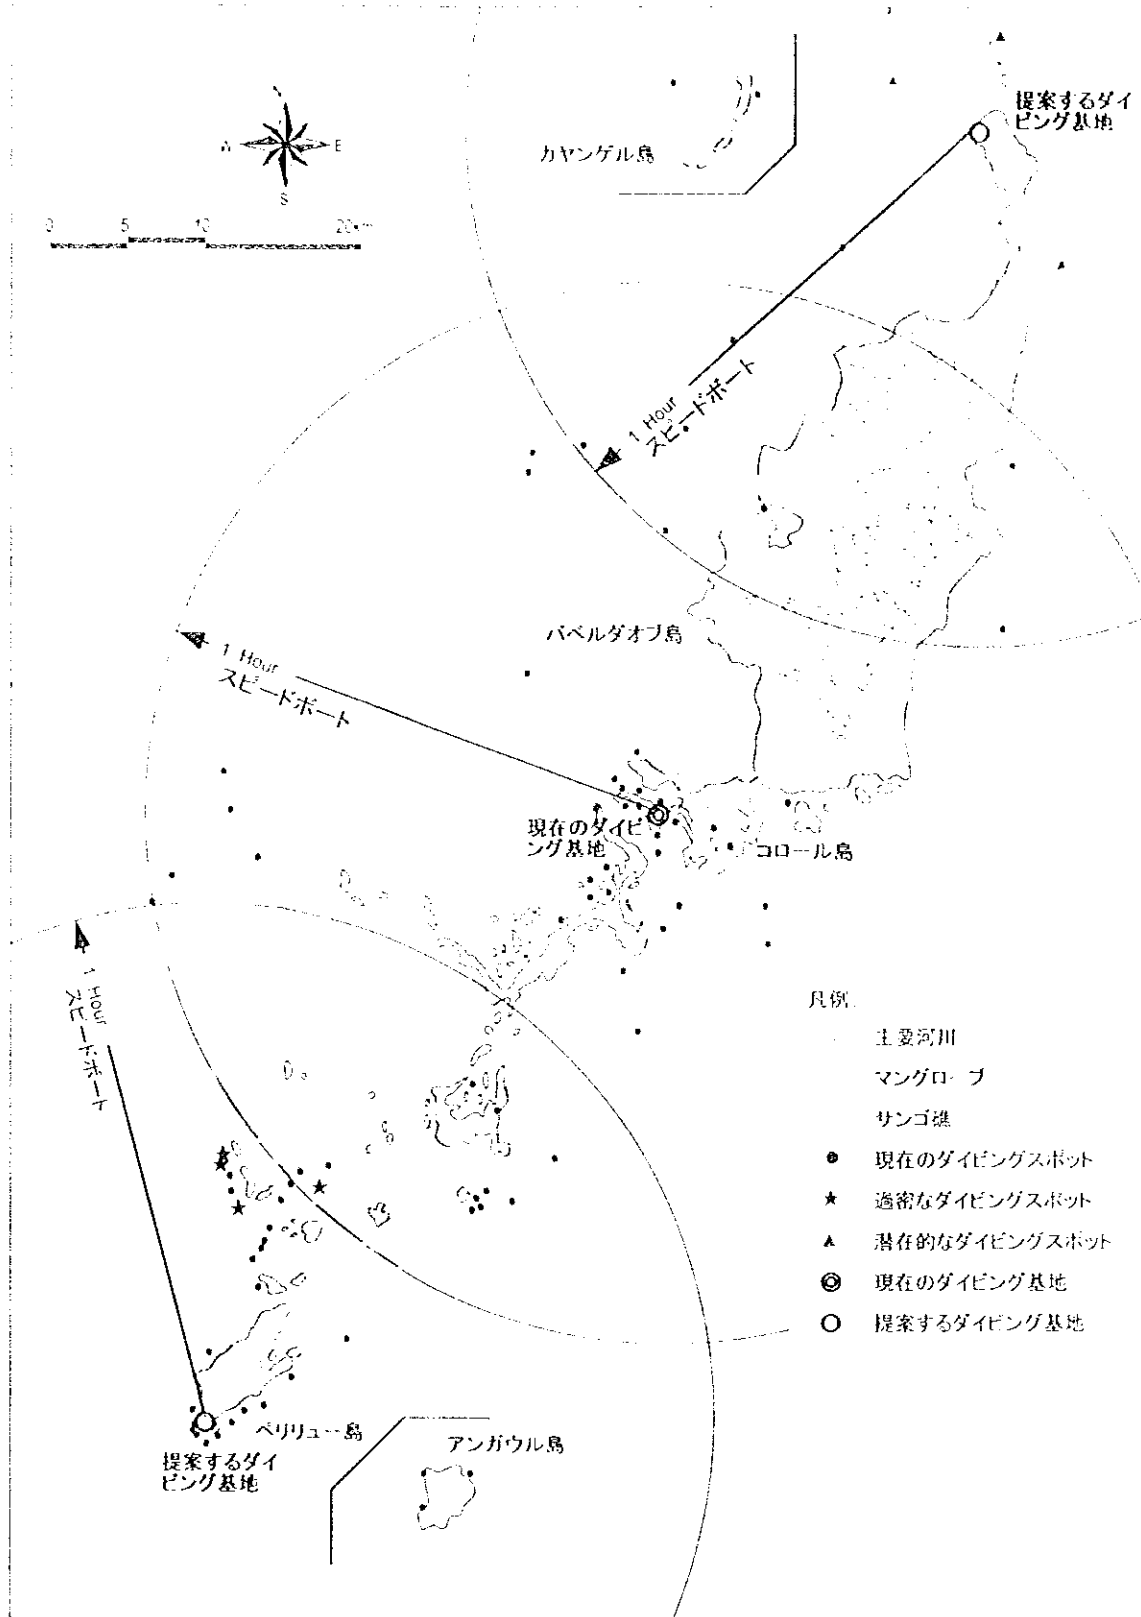 提案するダイ
ビング基地
カヤンゲル島
E
S
0 5 10 20km
1 Hour
スピードボート
バベルダオブ島
1 Hour
スピードボート
現在のダイビ
ング基地
コロール島
1 Hour
スピードボート
凡例
主要河川
マングローブ
サンゴ礁
現在のダイビングスポット
過密なダイビングスポット
潜在的なダイビングスポット
現在のダイビング基地
提案するダイビング基地
ペリリュー島
アンガウル島
提案するダイ
ビング基地